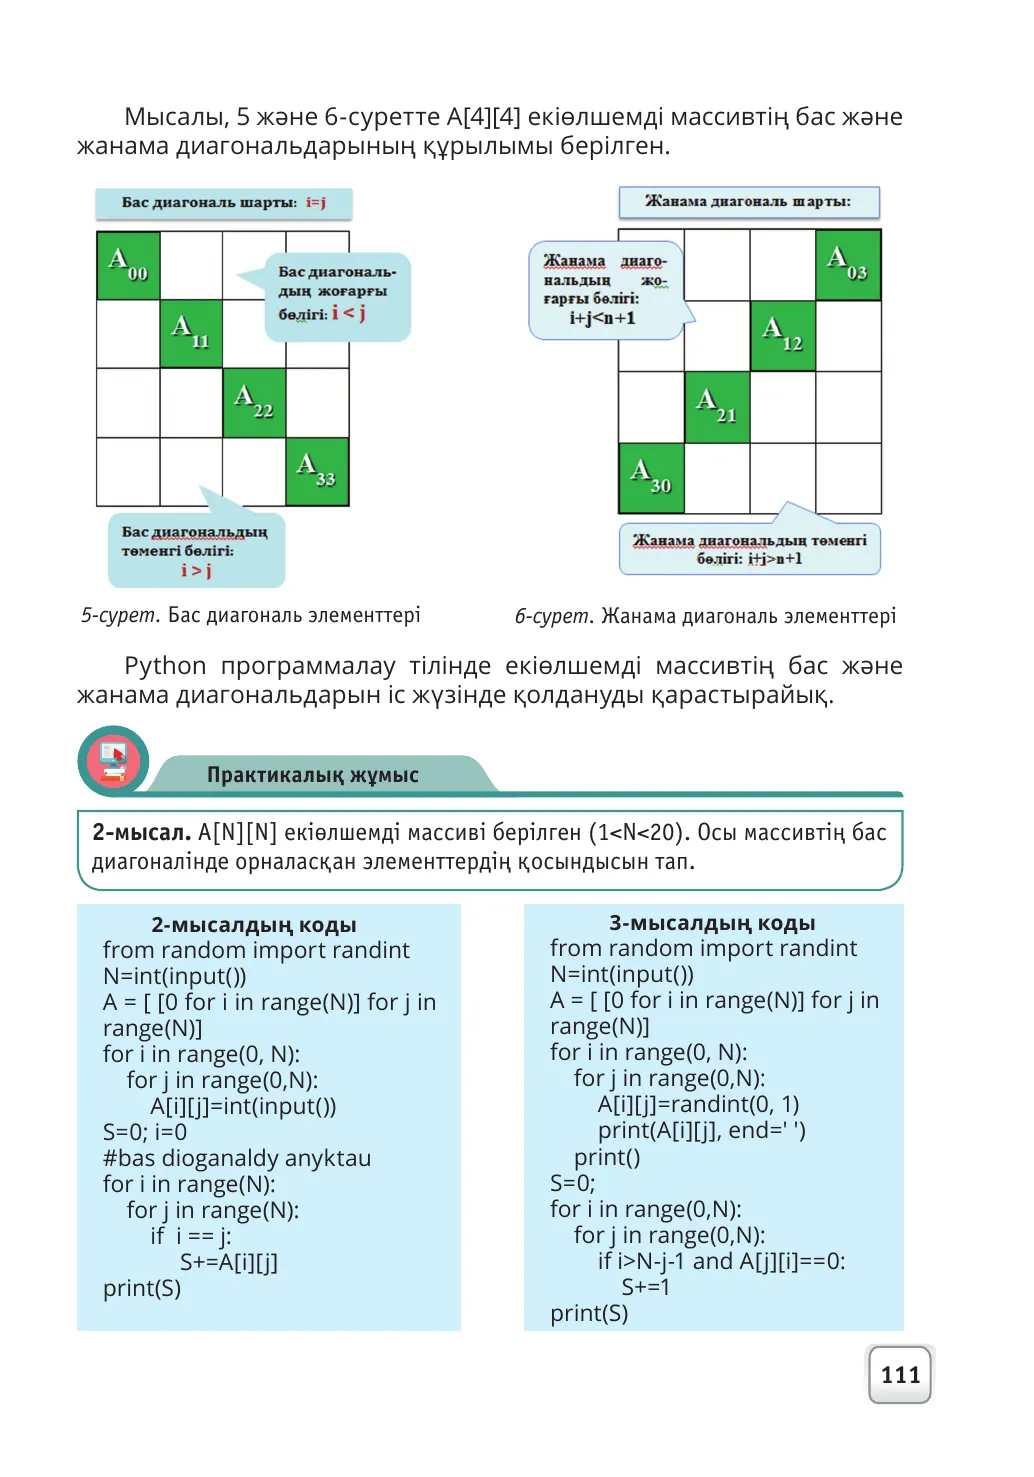 Мысалы, 5 және 6-суретте A[4][4] екіөлшемді массивтің бас және
жанама диагональдарының құрылымы берілген.
Бас диагональ шарты: i=j
A00
A11
A22
A33
Бас диагональ-
дың жоғарғы
бөлігі: i < j
Бас диагональдың
төменгі бөлігі:
i > j
5-сурет. Бас диагональ элементтері
Жанама диагональ шарты:
Жанама диаго-
нальдың жо-
ғарғы бөлігі:
i+j<n+1
A03
A12
A21
A30
Жанама диагональдың төменгі
бөлігі: i+j>n+1
6-сурет. Жанама диагональ элементтері
Python программалау тілінде екіөлшемді массивтің бас және
жанама диагональдарын іс жүзінде қолдануды қарастырайық.
Практикалық жұмыс
2-мысал. A[N][N] екіөлшемді массиві берілген (1<N<20). Осы массивтің бас
диагоналінде орналасқан элементтердің қосындысын тап.
2-мысалдың коды
from random import randint
N=int(input())
A = [ [0 for i in range(N)] for j in
range(N)]
for i in range(0, N):
for j in range(0,N):
A[i][j]=int(input())
S=0; i=0
#bas dioganaldy anyktau
for i in range(N):
for j in range(N):
if i == j:
S+=A[i][j]
print(S)
3-мысалдың коды
from random import randint
N=int(input())
A = [ [0 for i in range(N)] for j in
range(N)]
for i in range(0, N):
for j in range(0,N):
A[i][j]=randint(0, 1)
print(A[i][j], end=' ')
print()
S=0;
for i in range(0,N):
for j in range(0,N):
if i>N-j-1 and A[j][i]==0:
S+=1
print(S)
111